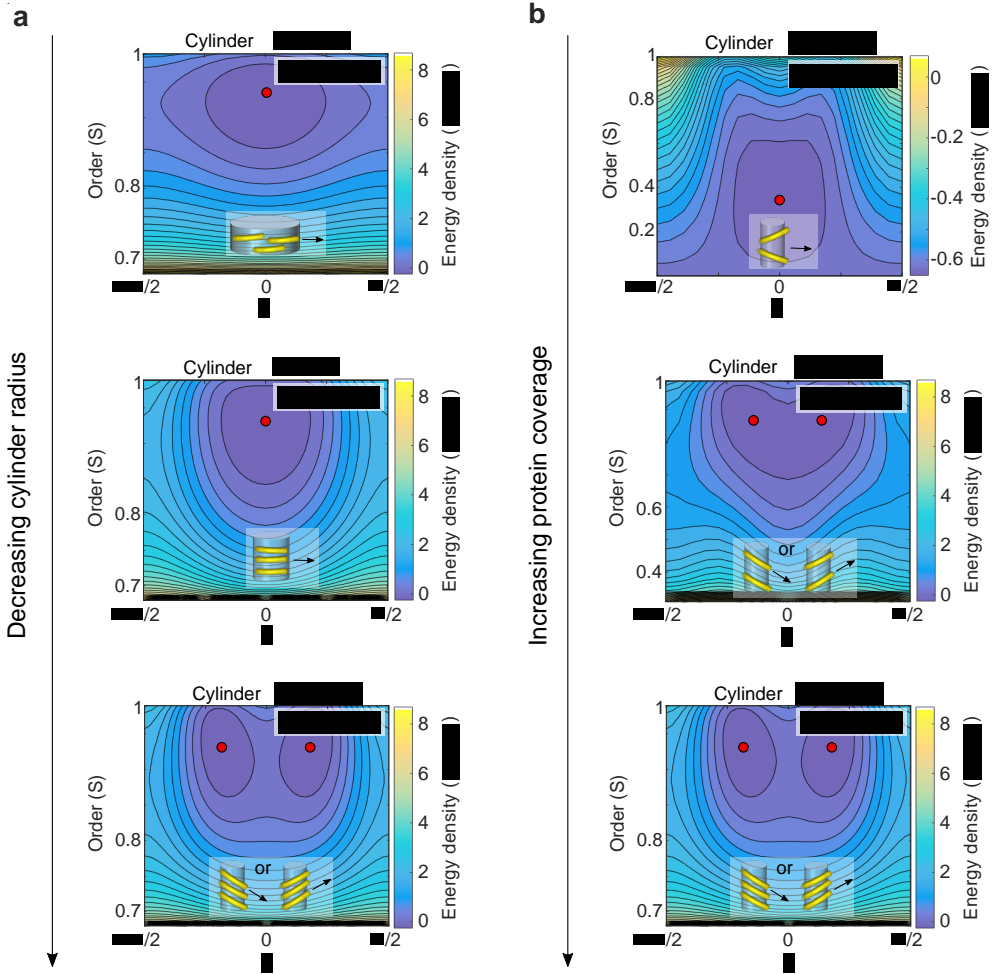 a
Decreasing cylinder radius
Cylinder
Order (S)
1
0.8
0.7
/2
0
/2
8
6
4
2
0
Energy density ( )
Cylinder
Order (S)
1
0.8
0.7
/2
0
/2
8
6
4
2
0
Energy density ( )
Cylinder
Order (S)
1
0.8
0.7
or
/2
0
/2
8
6
4
2
0
Energy density ( )
b
Increasing protein coverage
Cylinder
Order (S)
1
0.8
0.4
0.2
/2
0
/2
0
-0.2
-0.4
-0.6
Energy density ( )
Cylinder
Order (S)
1
0.6
0.4
or
/2
0
/2
8
6
4
2
0
Energy density ( )
Cylinder
Order (S)
1
0.8
0.7
or
/2
0
/2
8
6
4
2
0
Energy density ( )